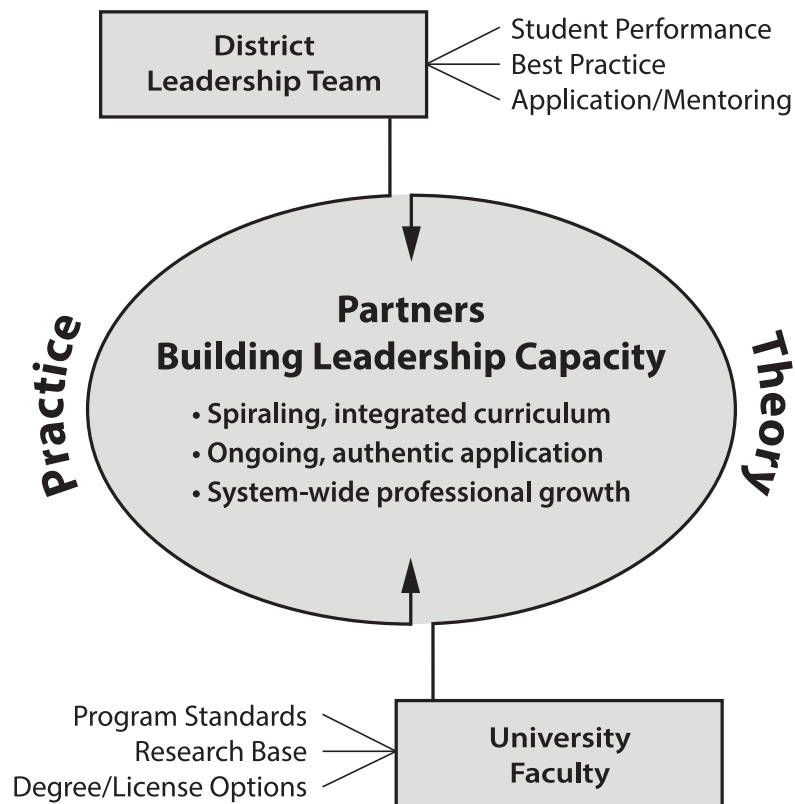 District
Leadership Team
Student Performance
Best Practice
Application/Mentoring
Practice
Partners
Building Leadership Capacity
• Spiraling, integrated curriculum
• Ongoing, authentic application
• System-wide professional growth
Theory
Program Standards
Research Base
Degree/License Options
University
Faculty